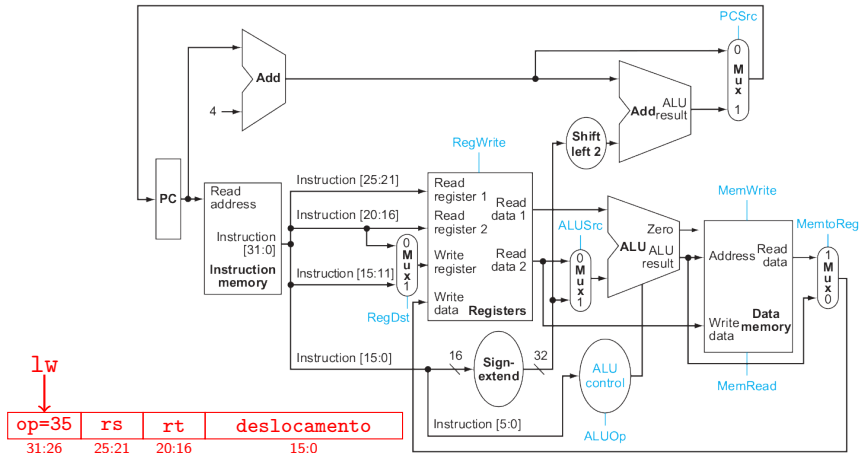 PCSrc
0
M
u
x
1
Add
4
Add
ALU
result
Shift
left 2
RegWrite
PC
Read
address
Instruction
[31:0]
Instruction
memory
Instruction [25:21]
Instruction [20:16]
Instruction [15:11]
0
M
u
x
1
RegDst
Read
register 1
Read
register 2
Write
register
Write
data
Read
data 1
Read
data 2
Registers
ALUSrc
0
M
u
x
1
Zero
ALU
ALU
result
MemWrite
Address
Read
data
Write
data
Data
memory
MemRead
MemtoReg
1
M
u
x
0
Instruction [15:0]
16
Sign-
extend
32
ALU
control
ALUOp
Instruction [5:0]
lw
op=35 rs rt deslocamento
31:26 25:21 20:16 15:0